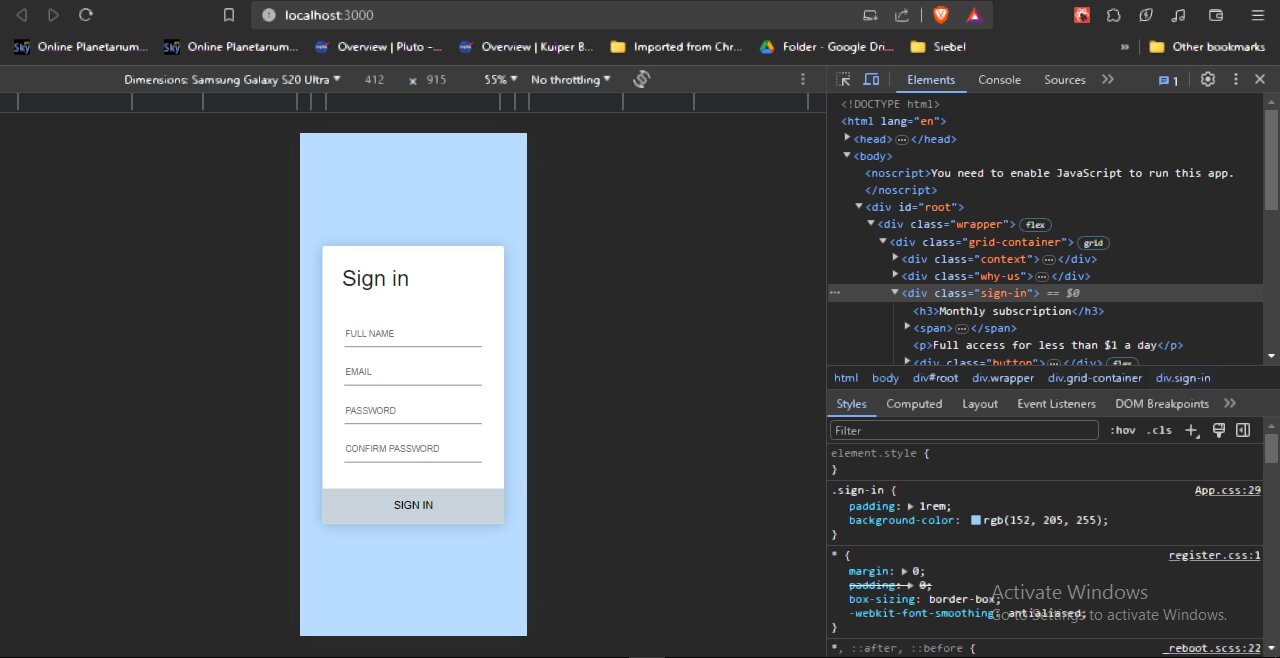 localhost:3000
Sky Online Planetarium... Sky Online Planetarium... Overview | Pluto –... Overview | Kuiper B... Imported from Chr... Folder - Google Dri... Siebel » Other bookmarks
Dimensions: Samsung Galaxy S20 Ultra ▼ 412 × 915 55% ▼ No throttling ▼
Elements Console Sources » 1
<!DOCTYPE html>
<html lang="en">
▶<head>…</head>
▼<body>
<noscript>You need to enable JavaScript to run this app.
</noscript>
▼<div id="root">
▼<div class="wrapper"> flex
▼<div class="grid-container"> grid
▶<div class="context">…</div>
▶<div class="why-us">…</div>
… ▼<div class="sign-in"> == $0
<h3>Monthly subscription</h3>
▶<span>…</span>
<p>Full access for less than $1 a day</p>
▶<div class="button">…</div> flex
html body div#root div.wrapper div.grid-container div.sign-in
Styles Computed Layout Event Listeners DOM Breakpoints »
Filter :hov .cls +
element.style {
}
.sign-in { App.css:29
padding: ▶ 1rem;
background-color: rgb(152, 205, 255);
}
* { register.css:1
margin: ▶ 0;
padding: ▶ 0;
box-sizing: border-box;
-webkit-font-smoothing: antialiased;
}
*, ::after, ::before { _reboot.scss:22
Sign in
FULL NAME
EMAIL
PASSWORD
CONFIRM PASSWORD
SIGN IN
Activate Windows
Go to Settings to activate Windows.